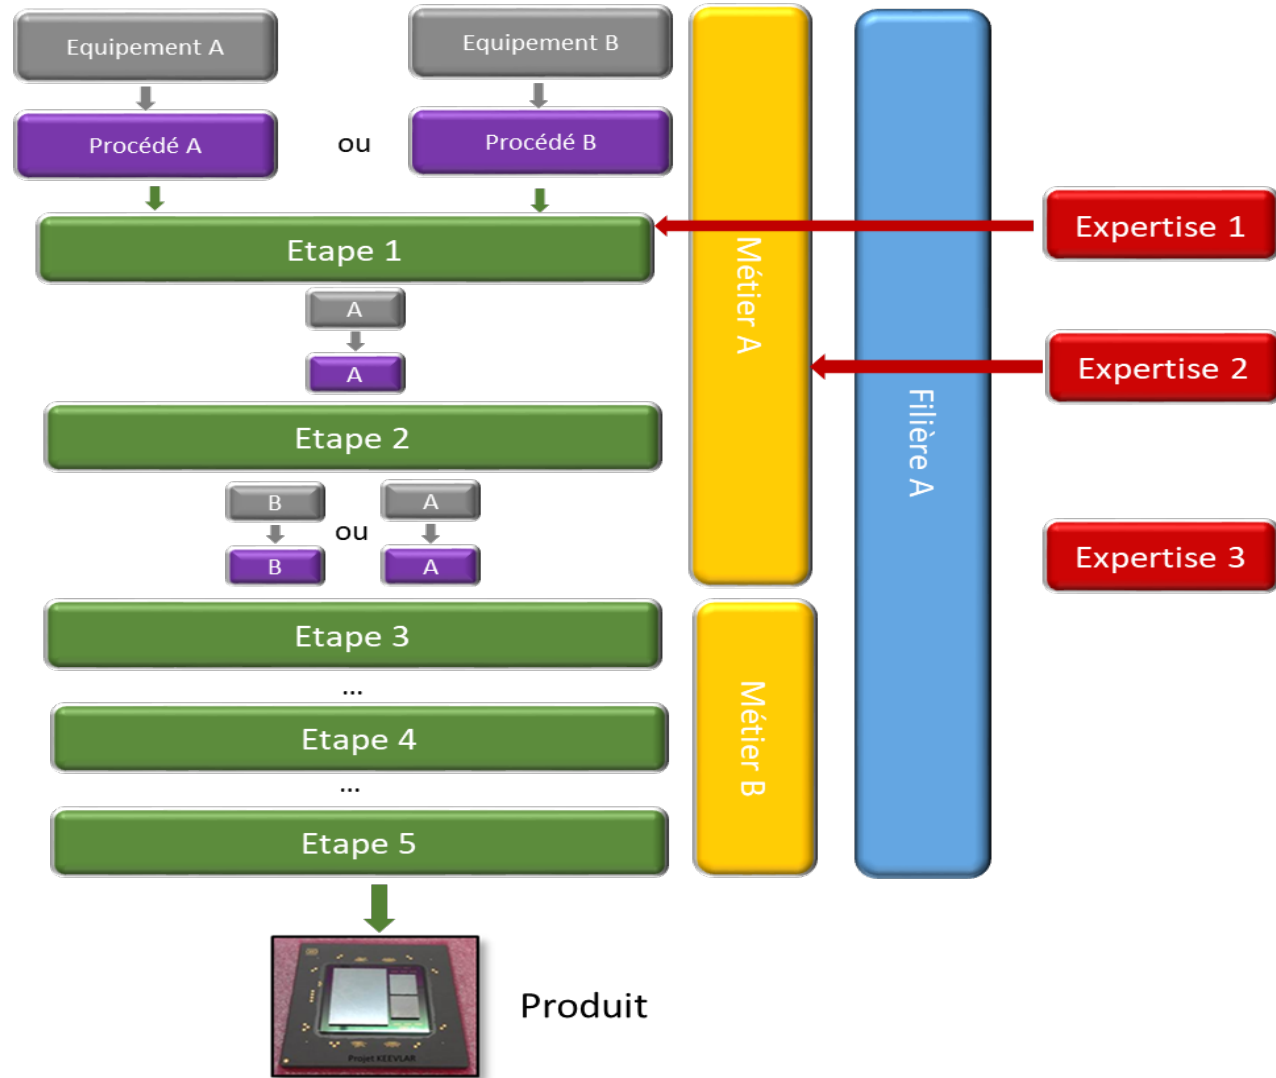 Equipement A
Equipement B
Procédé A
ou
Procédé B
Etape 1
Expertise 1
A
A
Métier A
Expertise 2
Etape 2
Filière A
B
A
ou
B
A
Expertise 3
Etape 3
...
Etape 4
Métier B
...
Etape 5
Produit
Projet KEEVLAR